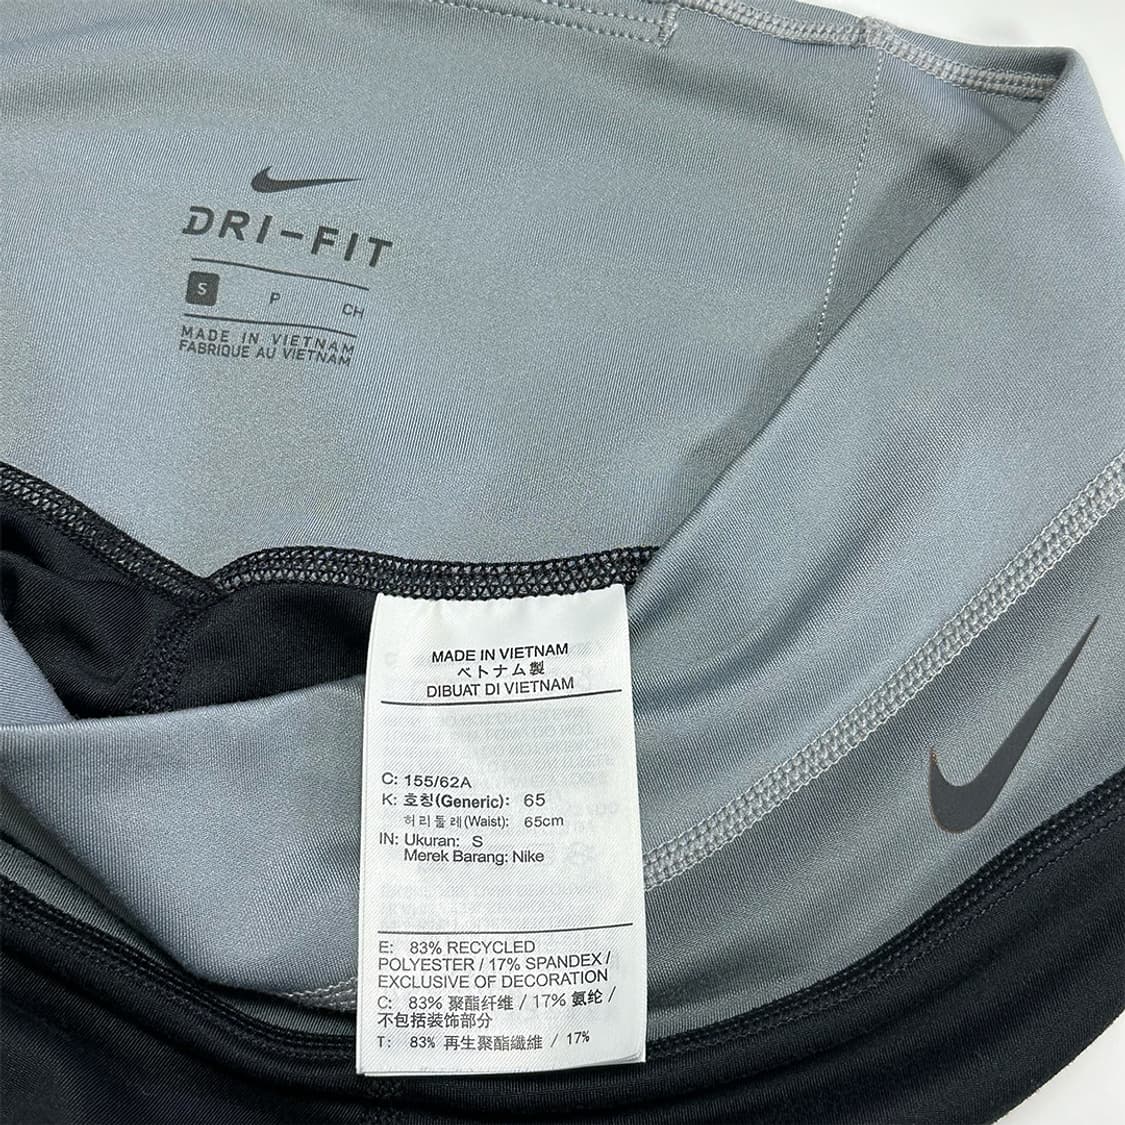 DRI-FIT
S P CH
MADE IN VIETNAM
FABRIQUE AU VIETNAM
MADE IN VIETNAM
ベトナム製
DIBUAT DI VIETNAM
C: 155/62A
K: 호칭(Generic): 65
허리둘레(Waist): 65cm
IN: Ukuran: S
Merek Barang: Nike
E: 83% RECYCLED
POLYESTER / 17% SPANDEX /
EXCLUSIVE OF DECORATION
C: 83% 聚酯纤维 / 17% 氨纶 /
不包括装饰部分
T: 83% 再生聚酯纖維 / 17%